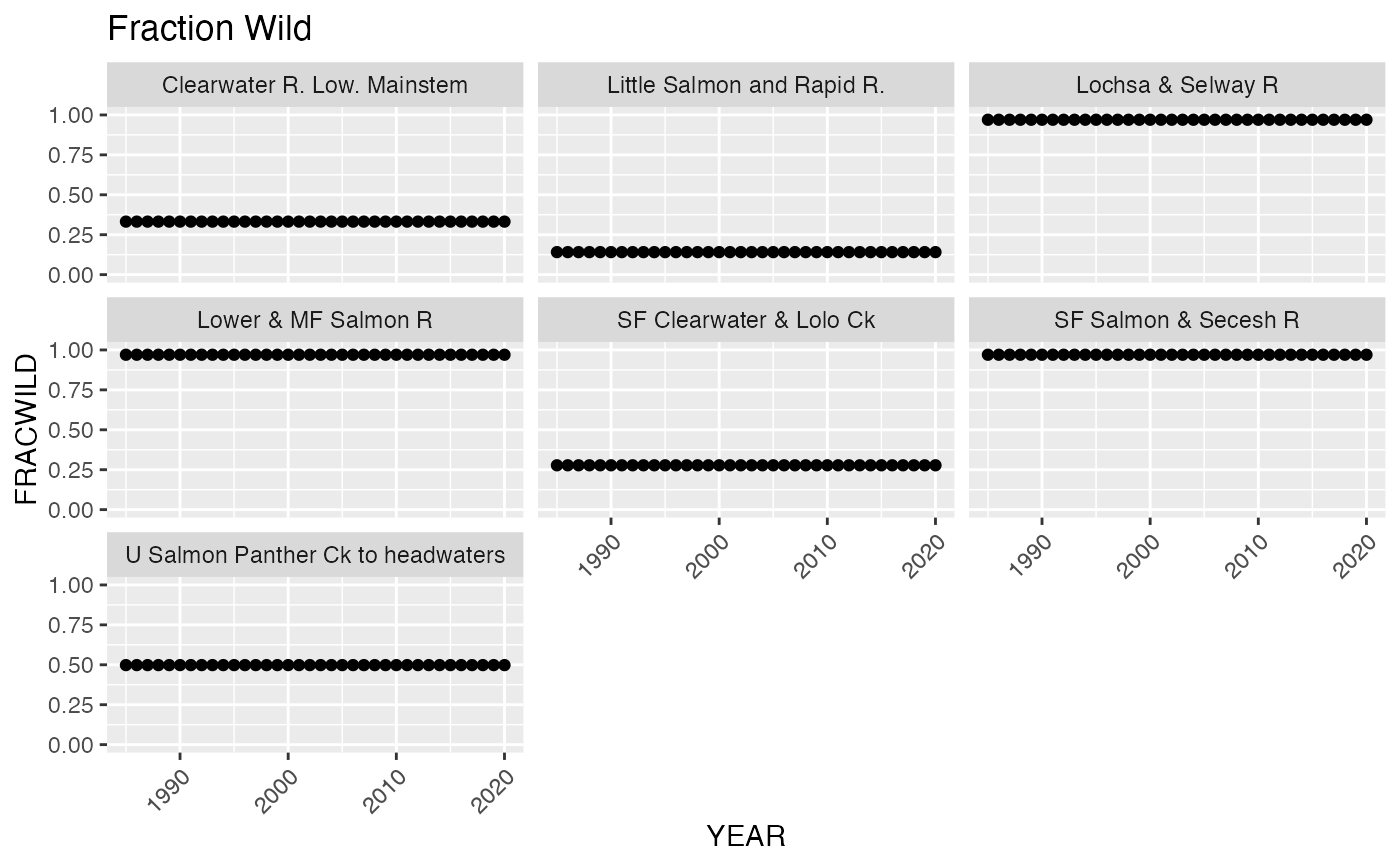 Fraction Wild
Clearwater R. Low. Mainstem
Little Salmon and Rapid R.
Lochsa & Selway R
1.00
0.75
0.50
0.25
0.00
Lower & MF Salmon R
SF Clearwater & Lolo Ck
SF Salmon & Secesh R
1.00
0.75
0.50
0.25
0.00
FRACWILD
1990 2000 2010 2020
1990 2000 2010 2020
U Salmon Panther Ck to headwaters
1.00
0.75
0.50
0.25
0.00
1990 2000 2010 2020
YEAR